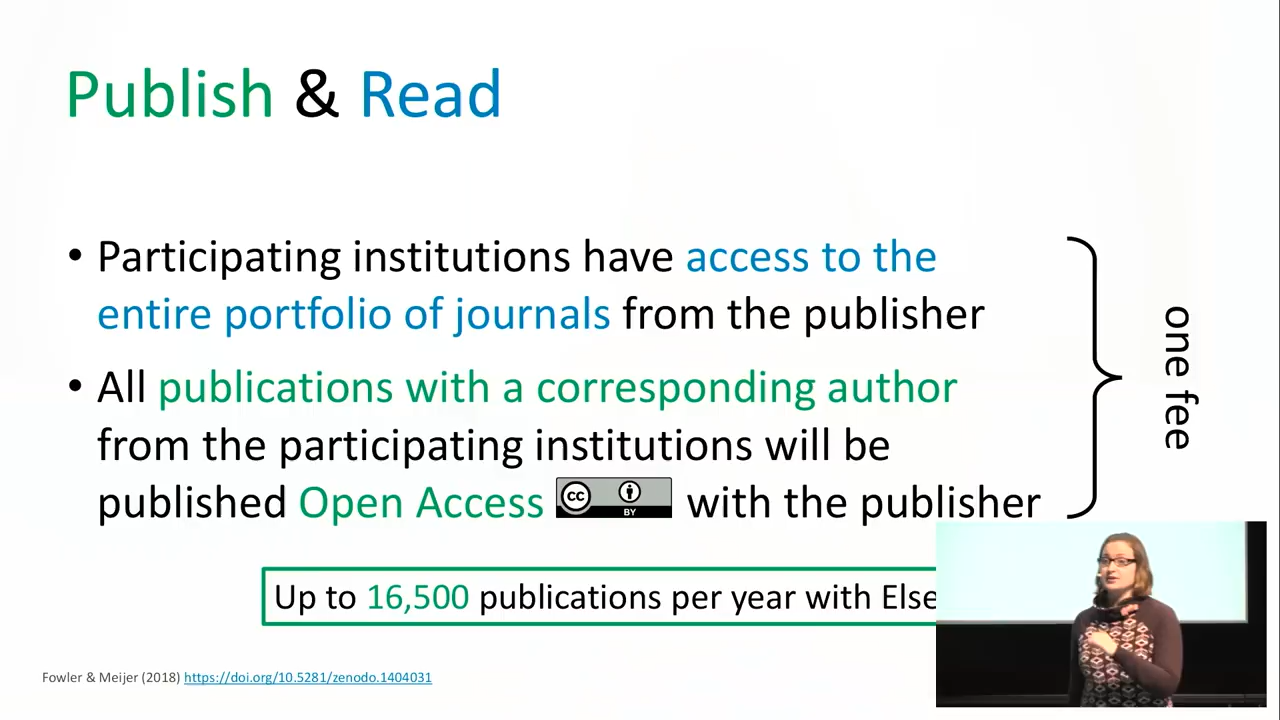 Publish & Read
• Participating institutions have access to the
entire portfolio of journals from the publisher
• All publications with a corresponding author
from the participating institutions will be
published Open Access cc BY with the publisher
one fee
Up to 16,500 publications per year with Else
Fowler & Meijer (2018) https://doi.org/10.5281/zenodo.1404031